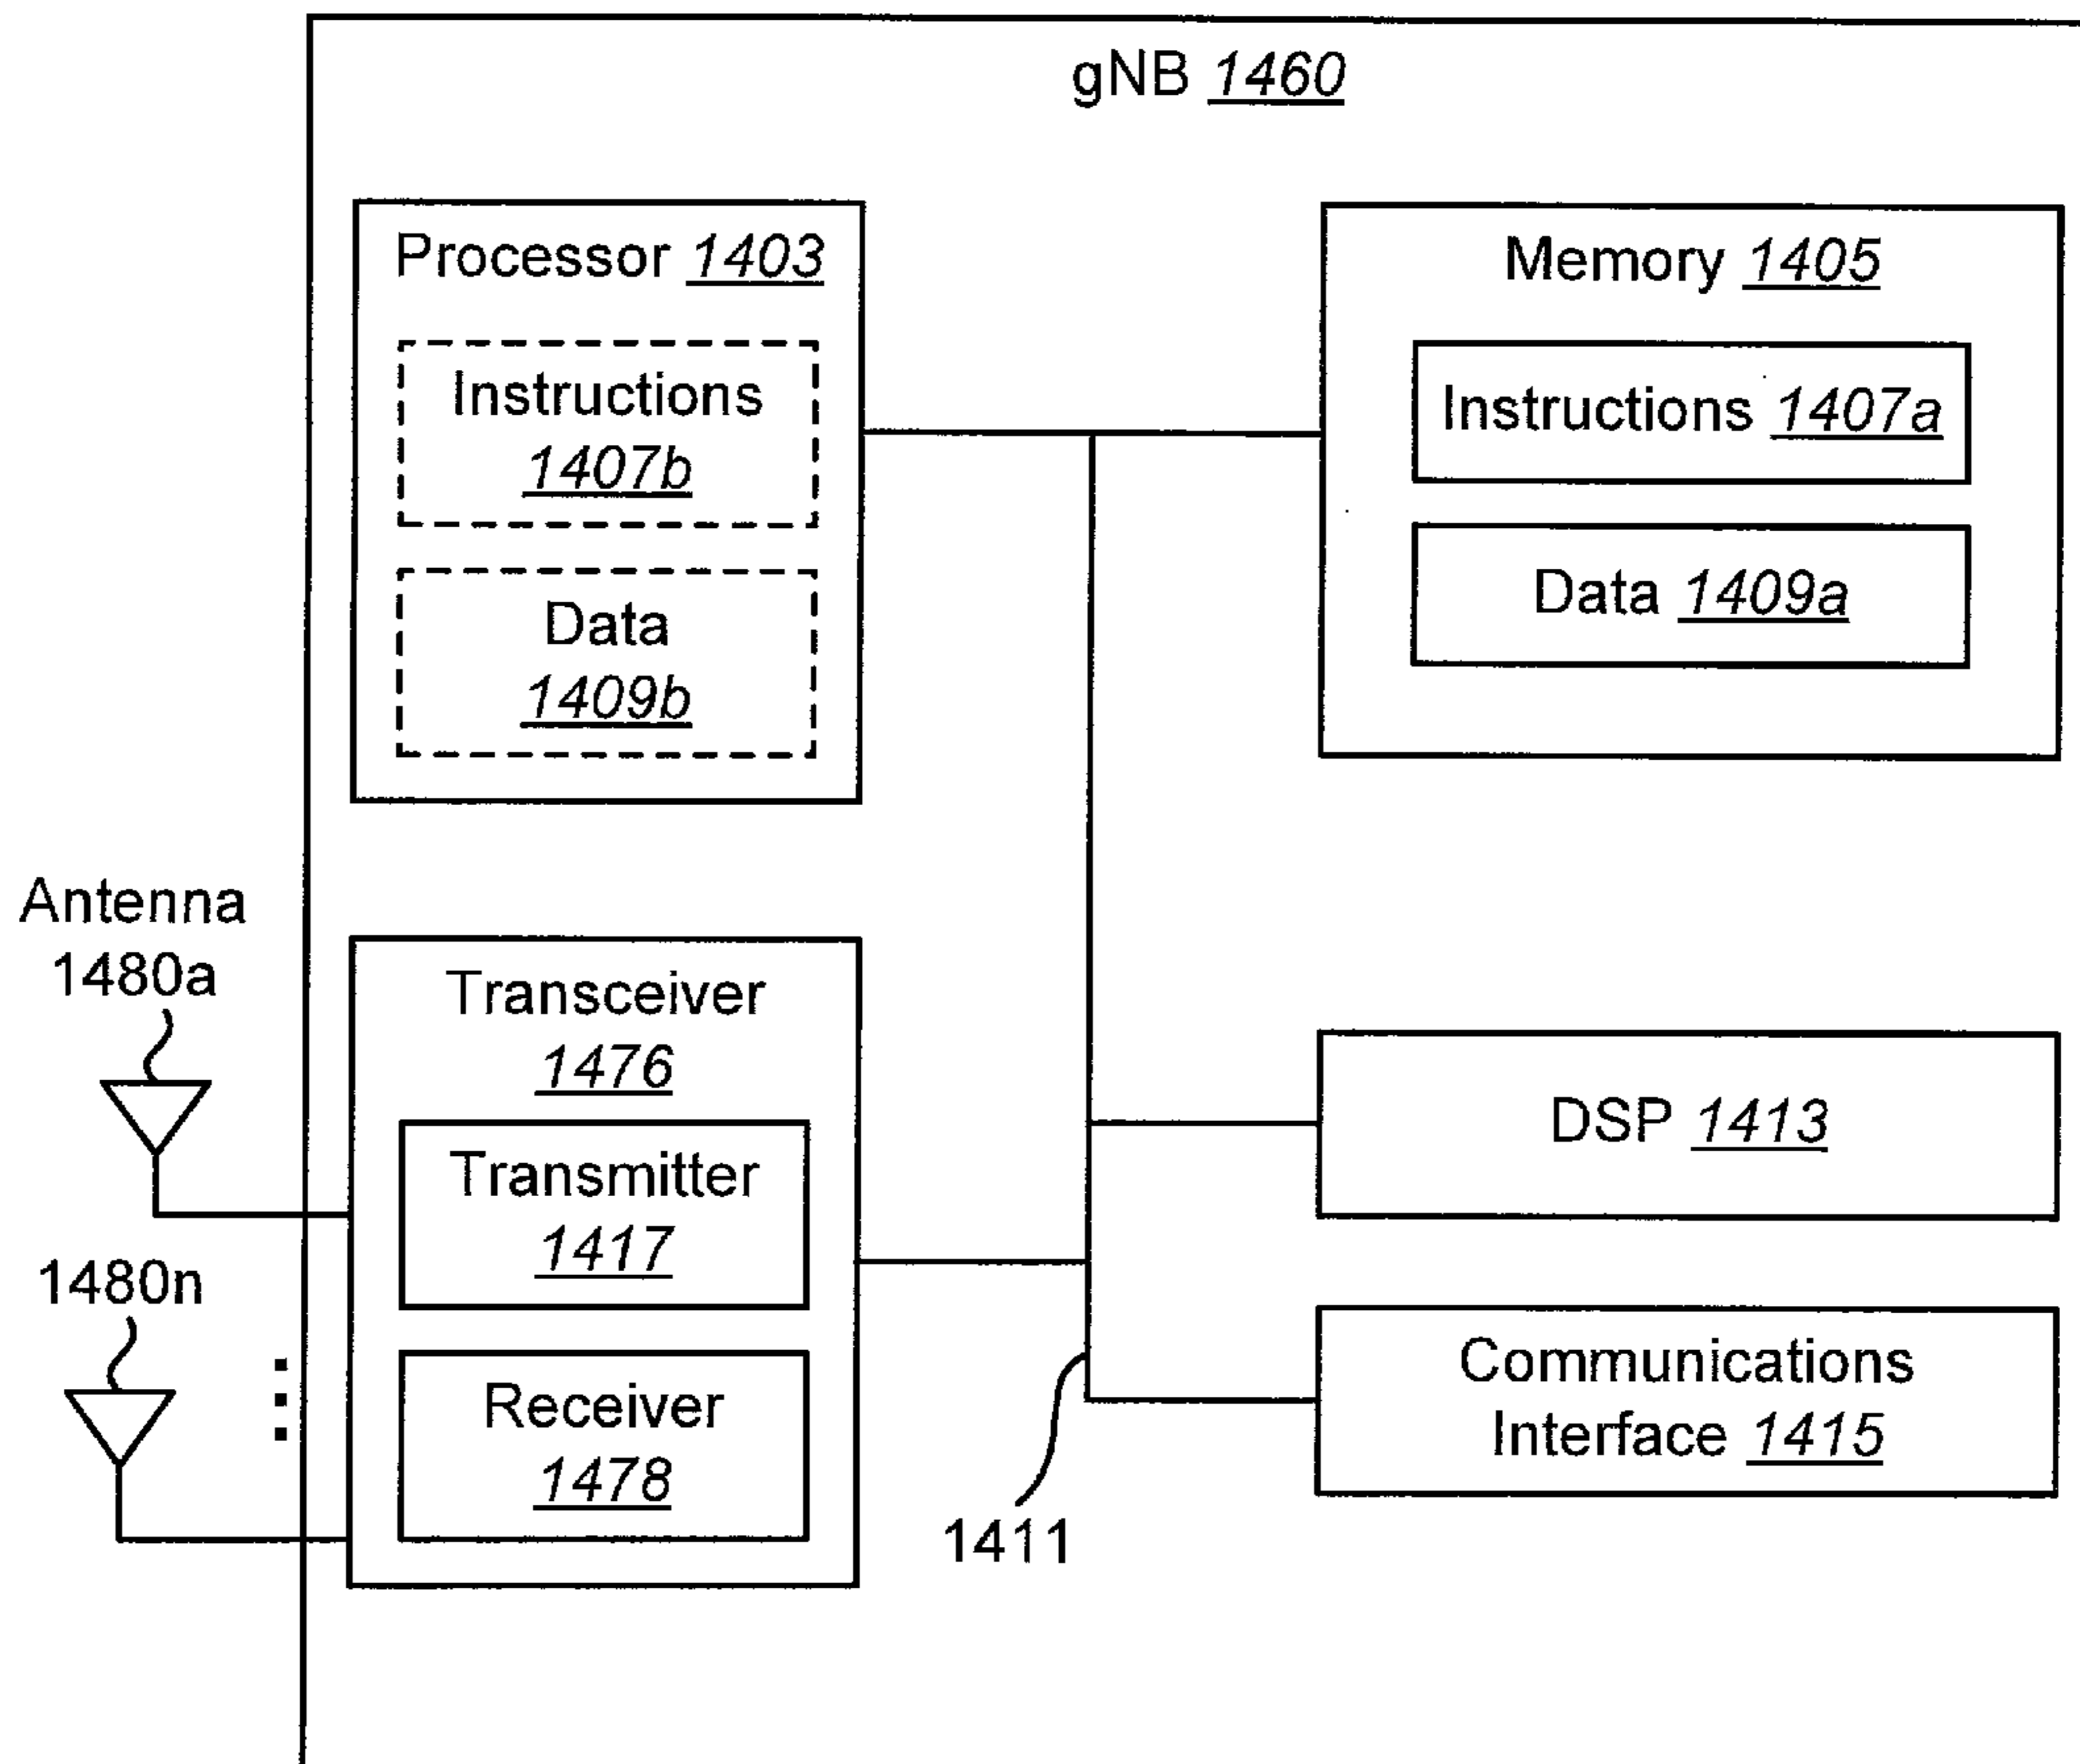 gNB 1460
Processor 1403
Instructions
1407b
Data
1409b
Memory 1405
Instructions 1407a
Data 1409a
Antenna
1480a
1480n
Transceiver
1476
Transmitter
1417
Receiver
1478
DSP 1413
Communications
Interface 1415
1411